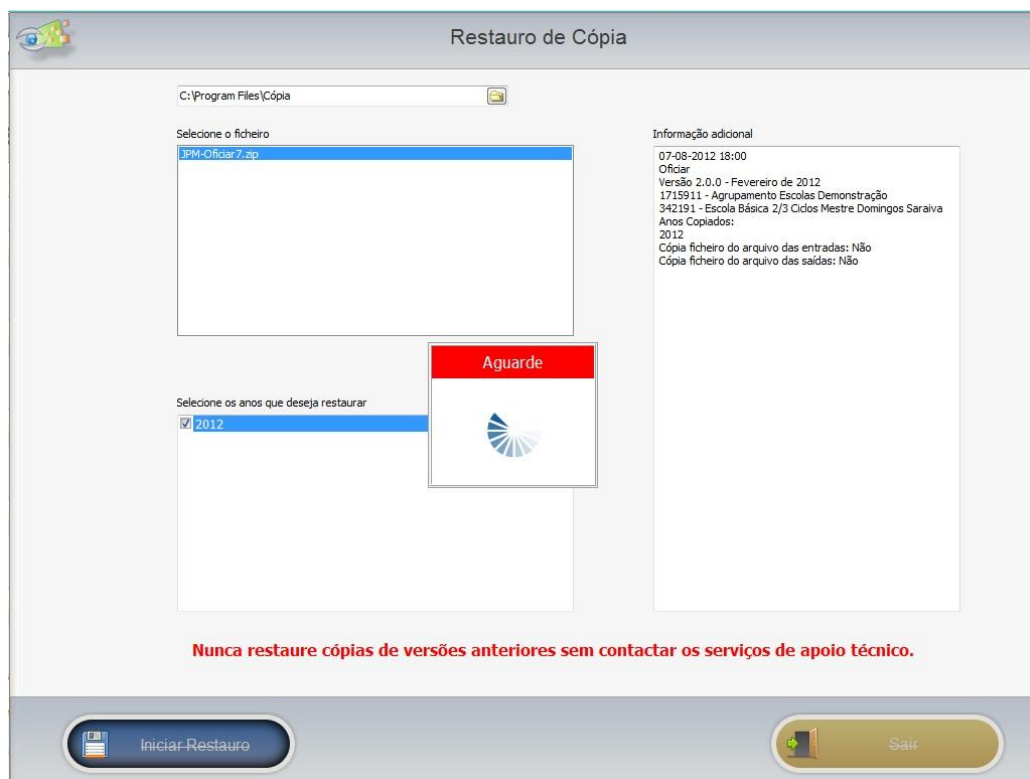 Restauro de Cópia
C:\Program Files\Cópia
Selecione o ficheiro
JPM-Oficiar7.zip
Informação adicional
07-08-2012 18:00
Oficiar
Versão 2.0.0 - Fevereiro de 2012
1715911 - Agrupamento Escolas Demonstração
342191 - Escola Básica 2/3 Ciclos Mestre Domingos Saraiva
Anos Copiados:
2012
Cópia ficheiro do arquivo das entradas: Não
Cópia ficheiro do arquivo das saídas: Não
Aguarde
Selecione os anos que deseja restaurar
2012
Nunca restaure cópias de versões anteriores sem contactar os serviços de apoio técnico.
Iniciar Restauro
Sair